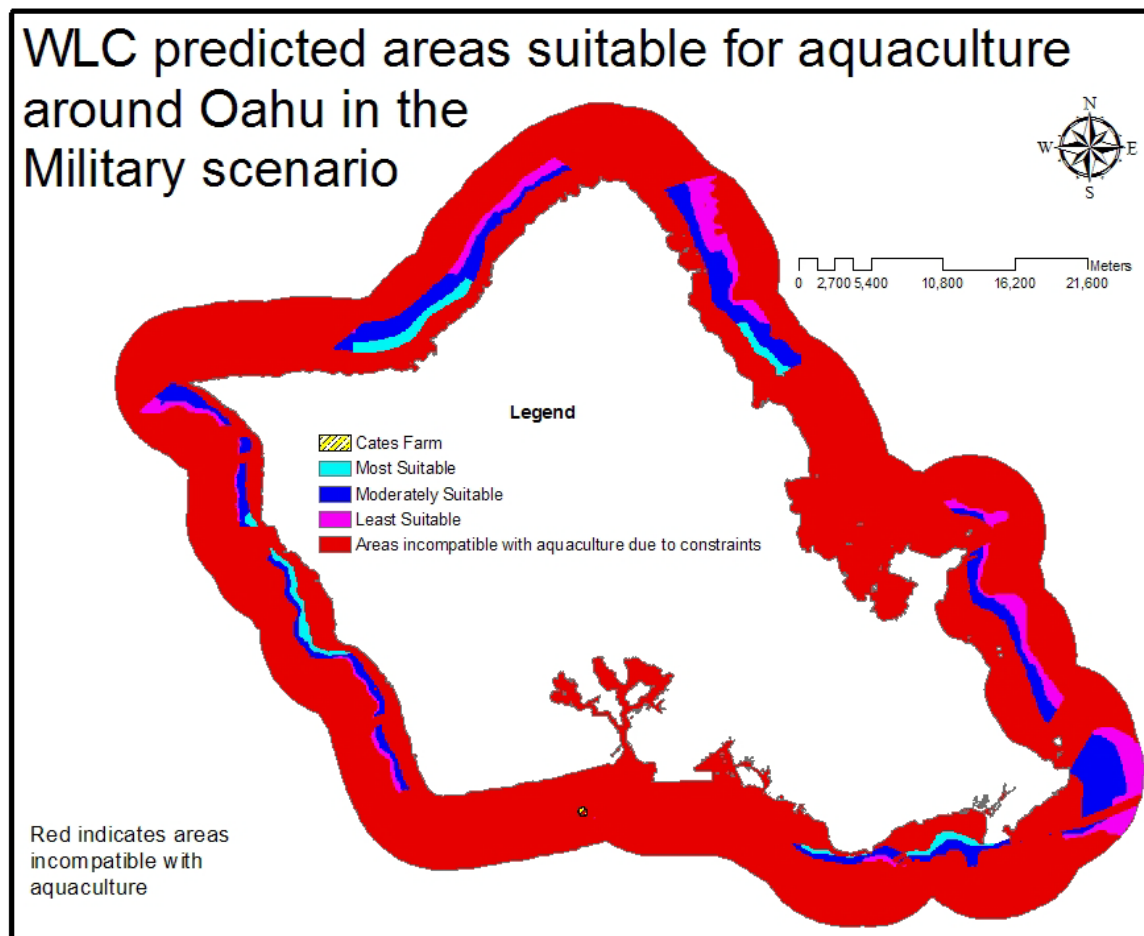 WLC predicted areas suitable for aquaculture
around Oahu in the
Military scenario
N
W E
S
Meters
0 2,700 5,400 10,800 16,200 21,600
Legend
Cates Farm
Most Suitable
Moderately Suitable
Least Suitable
Areas incompatible with aquaculture due to constraints
Red indicates areas
incompatible with
aquaculture